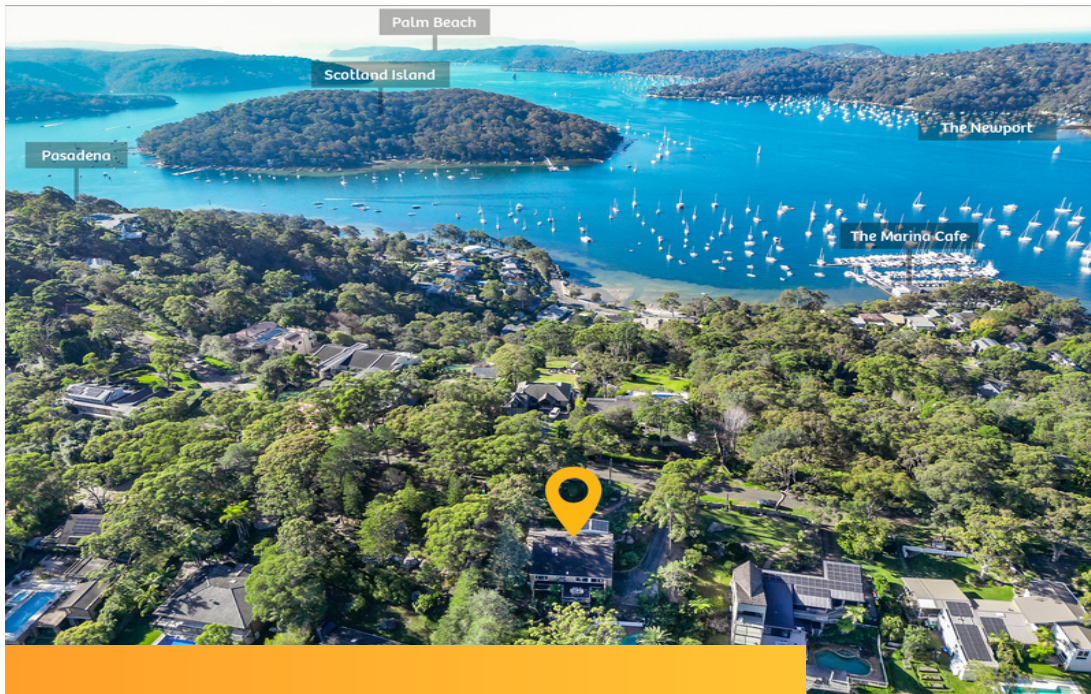 Palm Beach
Scotland Island
The Newport
Pasadena
The Marina Cafe